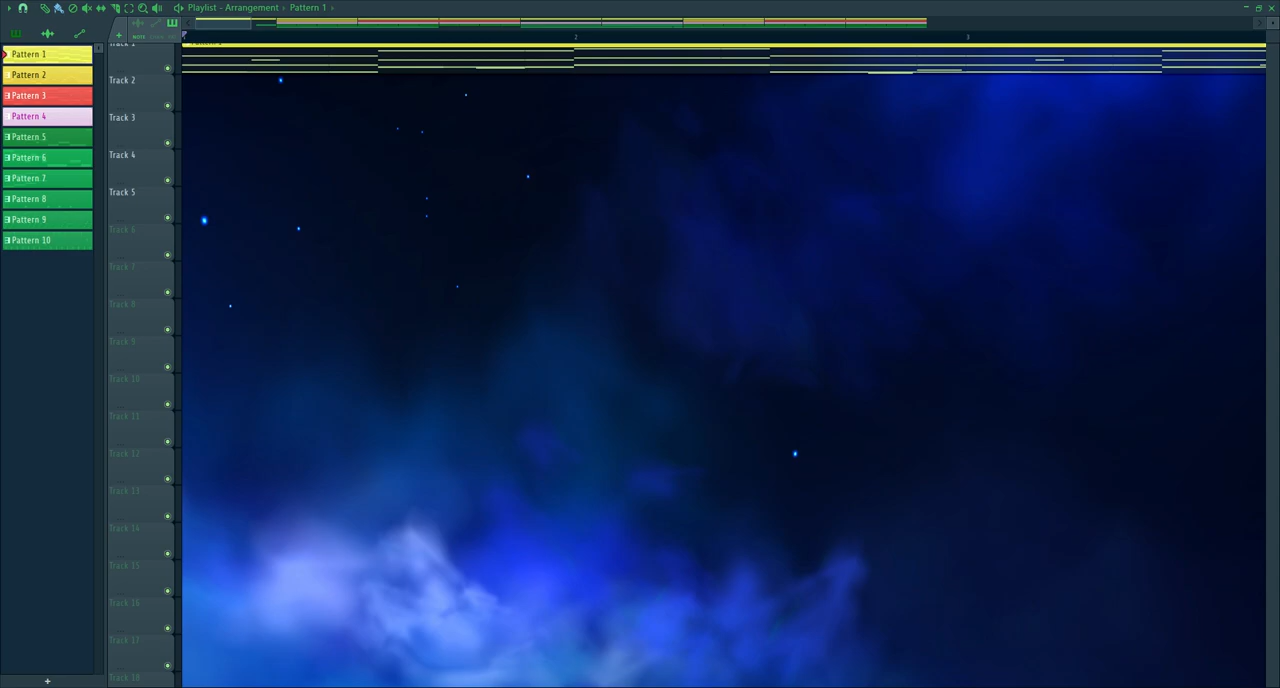 Playlist - Arrangement › Pattern 1 ›
NOTE
2
3
Pattern 1
Pattern 2
Pattern 3
Pattern 4
Pattern 5
Pattern 6
Pattern 7
Pattern 8
Pattern 9
Pattern 10
Track 1
Track 2
Track 3
Track 4
Track 5
Track 6
Track 7
Track 8
Track 9
Track 10
Track 11
Track 12
Track 13
Track 14
Track 15
Track 16
Track 17
Track 18